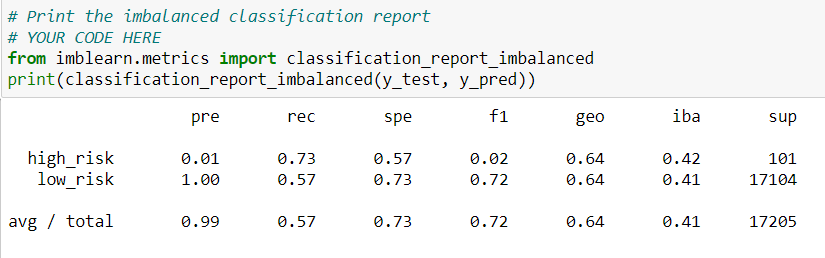 # Print the imbalanced classification report
# YOUR CODE HERE
from imblearn.metrics import classification_report_imbalanced
print(classification_report_imbalanced(y_test, y_pred))
pre rec spe f1 geo iba sup
high_risk 0.01 0.73 0.57 0.02 0.64 0.42 101
low_risk 1.00 0.57 0.73 0.72 0.64 0.41 17104
avg / total 0.99 0.57 0.73 0.72 0.64 0.41 17205